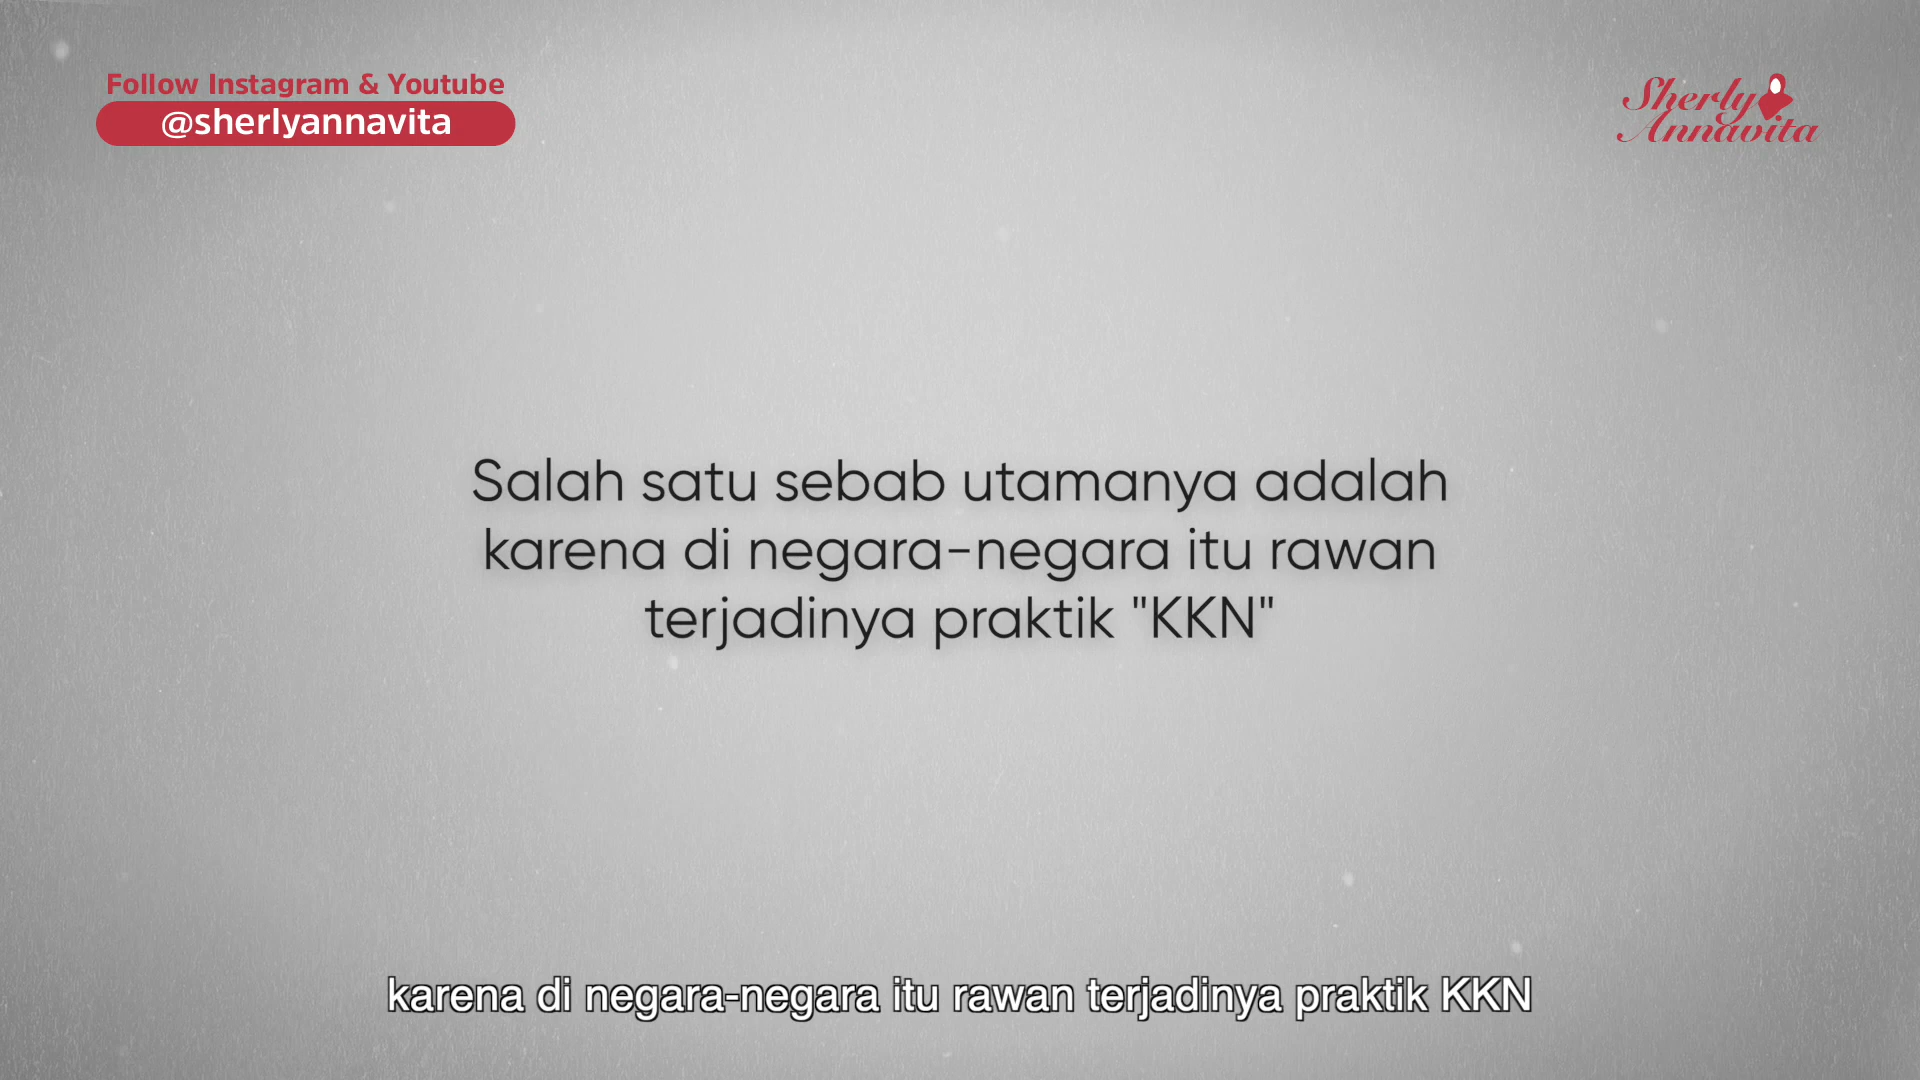 Follow Instagram & Youtube
@sherlyannavita
Sherly
Annavita
Salah satu sebab utamanya adalah
karena di negara-negara itu rawan
terjadinya praktik "KKN"
karena di negara-negara itu rawan terjadinya praktik KKN